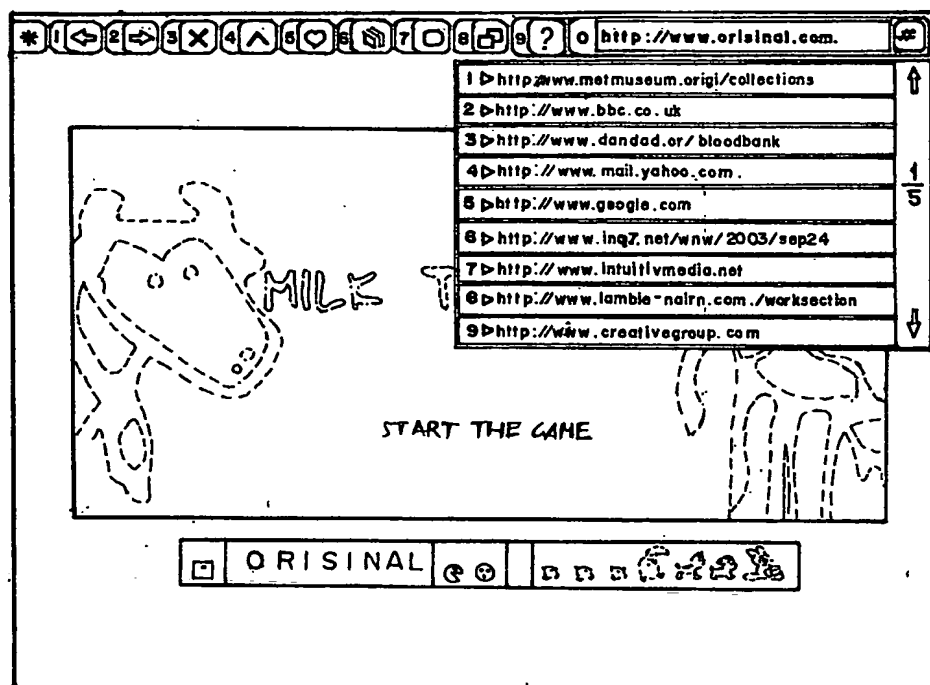 * 1 2 3 4 5 6 7 8 9 ? 0 http://www.orisinal.com.
1 http:www.metmuseum.origi/collections
2 http://www.bbc.co.uk
3 http://www.dandad.or/bloodbank
4 http://www.mail.yahoo.com.
5 http://www.google.com
6 http://www.inq7.net/wnw/2003/sep24
7 http://www.intuitivmedia.net
8 http://www.lambie-nairn.com./worksection
9 http://www.creativegroup.com
1/5
MILK T
START THE GAME
ORISINAL